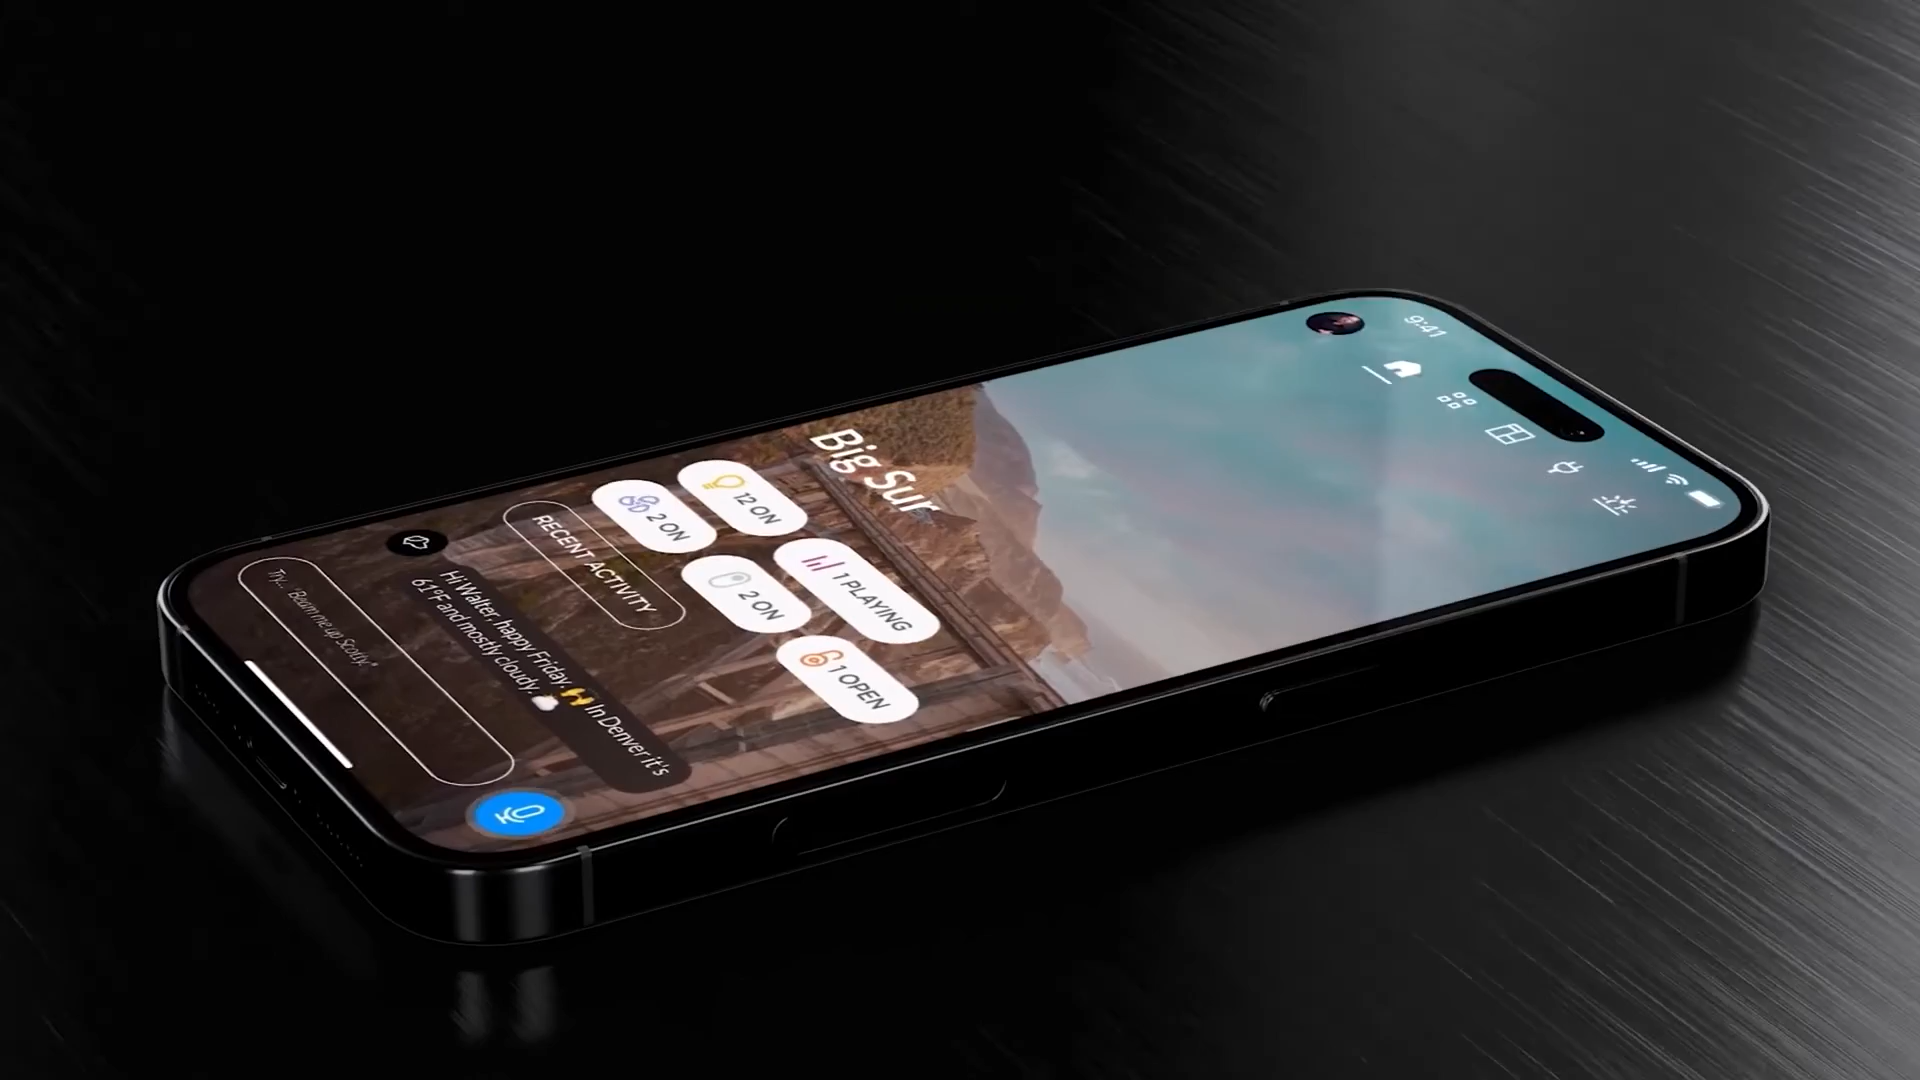 9:41
Big Sur
12 ON
1 PLAYING
2 ON
2 ON
1 OPEN
RECENT ACTIVITY
Hi Walter, happy Friday. 🙌 In Denver it's
61°F and mostly cloudy. ☁️
Try... "Beam me up Scotty."